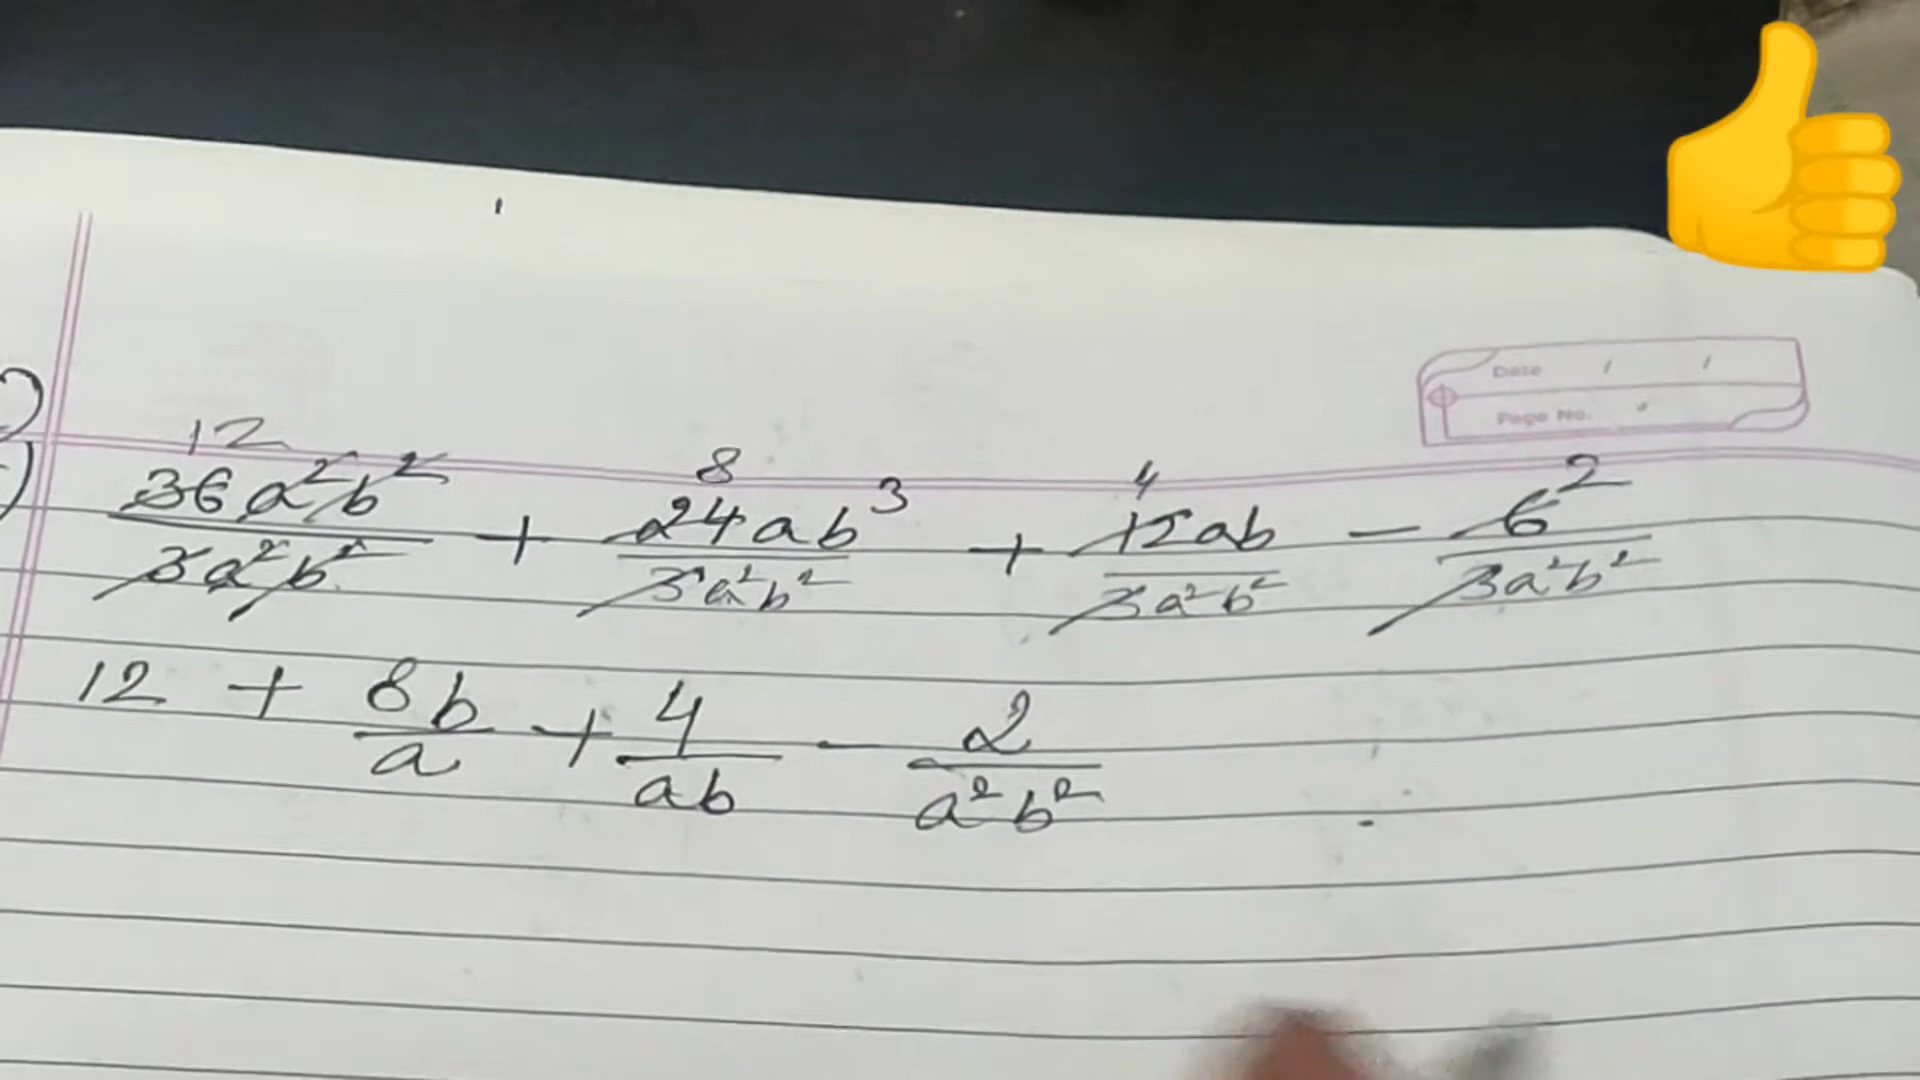 Date / /
Page No.
12 8 4 2
36a²b²/3a²b² + 24ab³/3a²b² + 12ab/3a²b² - 6/3a²b²
12 + 8b/a + 4/ab - 2/a²b²